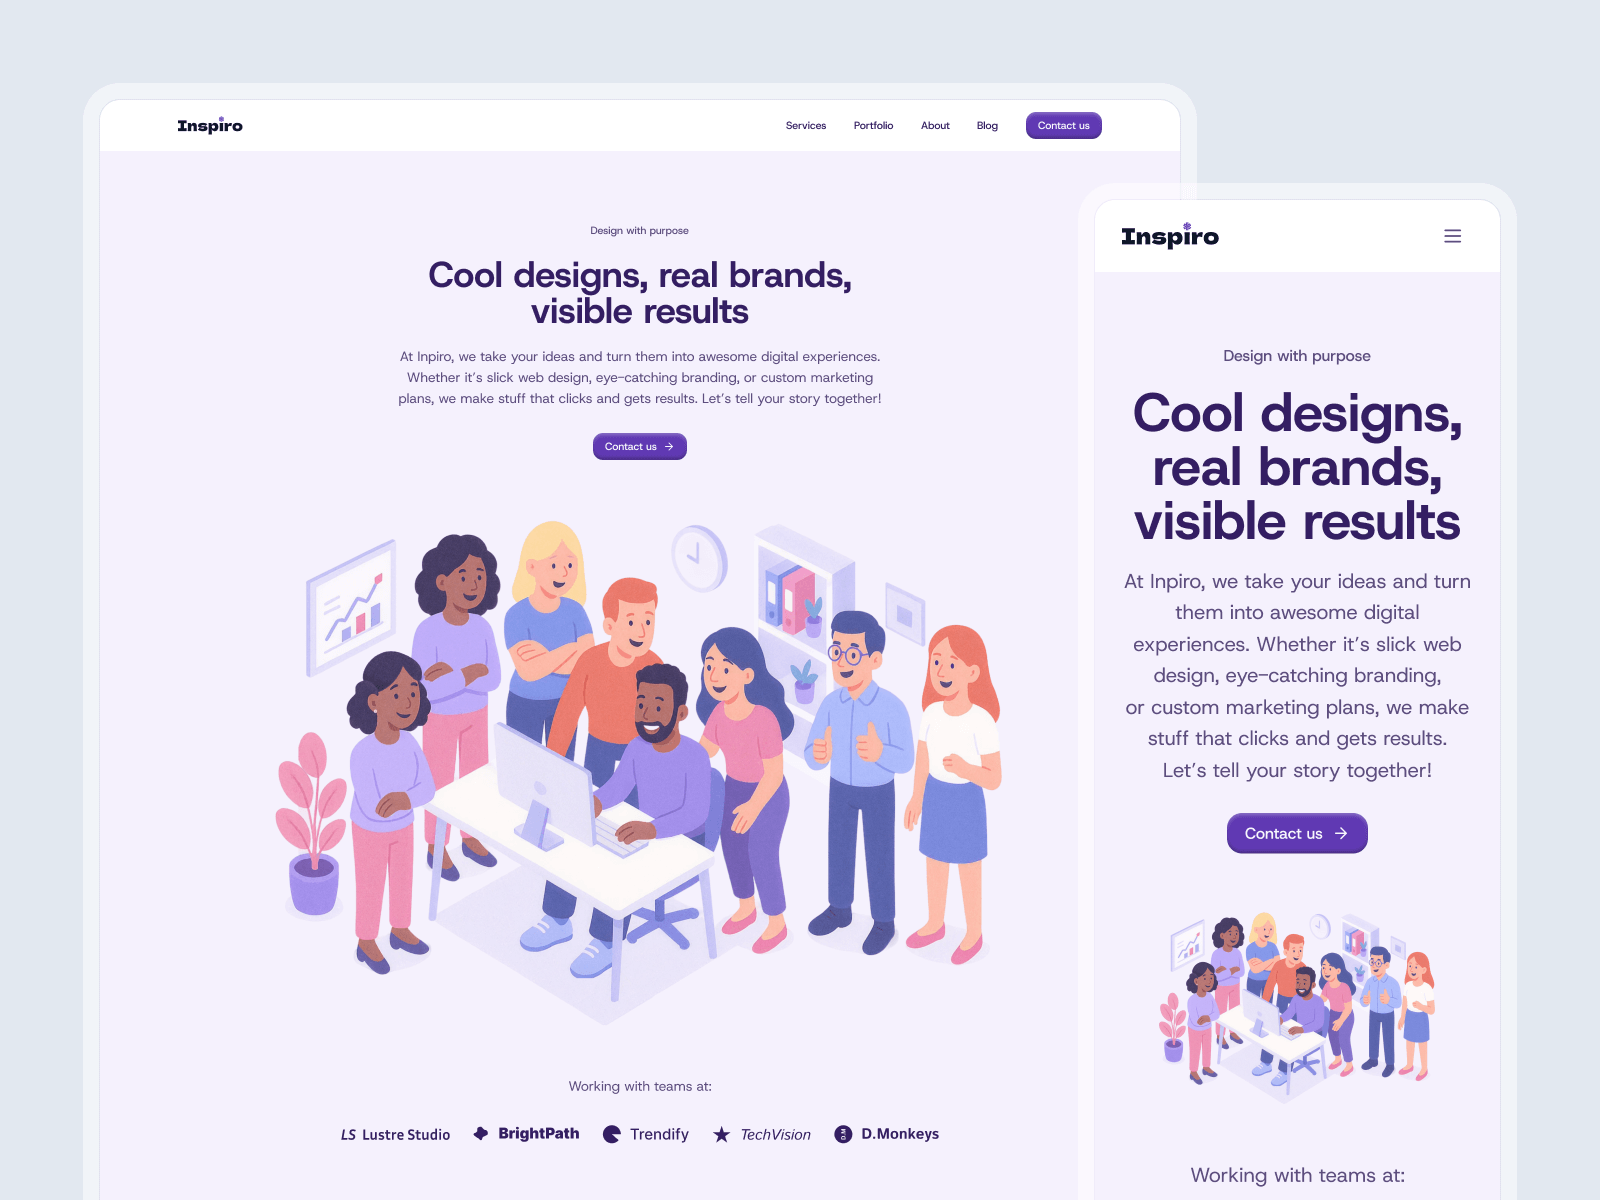 Inspiro
Services Portfolio About Blog Contact us
Design with purpose
Cool designs, real brands,
visible results
At Inpiro, we take your ideas and turn them into awesome digital experiences.
Whether it’s slick web design, eye-catching branding, or custom marketing
plans, we make stuff that clicks and gets results. Let’s tell your story together!
Contact us
Working with teams at:
LS Lustre Studio BrightPath Trendify TechVision D.M D.Monkeys
Inspiro
Design with purpose
Cool designs,
real brands,
visible results
At Inpiro, we take your ideas and turn
them into awesome digital
experiences. Whether it’s slick web
design, eye-catching branding,
or custom marketing plans, we make
stuff that clicks and gets results.
Let’s tell your story together!
Contact us
Working with teams at: